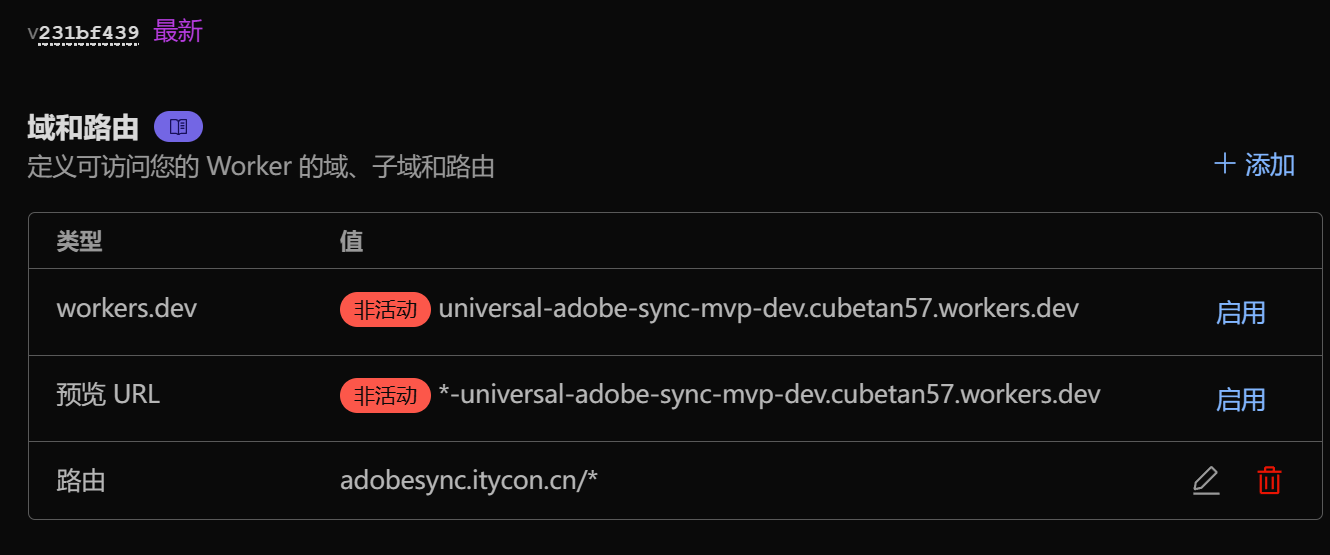 v231bf439 最新
域和路由
定义可访问您的 Worker 的域、子域和路由
添加
类型 值
workers.dev 非活动 universal-adobe-sync-mvp-dev.cubetan57.workers.dev 启用
预览 URL 非活动 *-universal-adobe-sync-mvp-dev.cubetan57.workers.dev 启用
路由 adobesync.itycon.cn/*